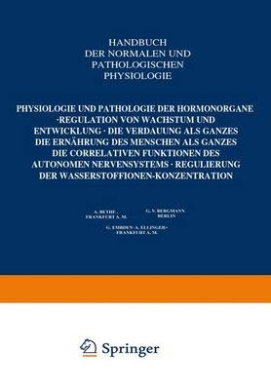 HANDBUCH
DER NORMALEN UND
PATHOLOGISCHEN
PHYSIOLOGIE
PHYSIOLOGIE UND PATHOLOGIE DER HORMONORGANE
·REGULATION VON WACHSTUM UND
ENTWICKLUNG · DIE VERDAUUNG ALS GANZES
DIE ERNÄHRUNG DES MENSCHEN ALS GANZES
DIE CORRELATIVEN FUNKTIONEN DES
AUTONOMEN NERVENSYSTEMS · REGULIERUNG
DER WASSERSTOFFIONEN-KONZENTRATION
A. BETHE · G. V. BERGMANN
FRANKFURT A. M. BERLIN
G. EMBDEN · A. ELLINGER·
FRANKFURT A. M.
Springer